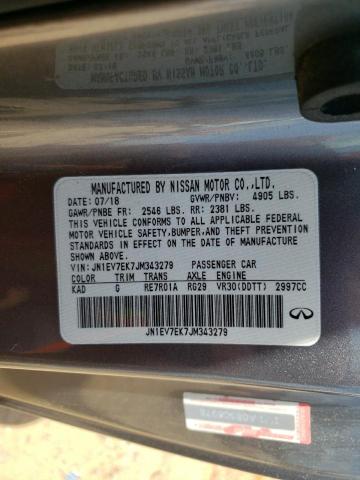 MANUFACTURED BY NISSAN MOTOR CO.,LTD.
DATE: 07/18 GVWR/PNBV: 4905 LBS.
GAWR/PNBE FR: 2546 LBS. RR: 2381 LBS.
THIS VEHICLE CONFORMS TO ALL APPLICABLE FEDERAL
MOTOR VEHICLE SAFETY,BUMPER,AND THEFT PREVENTION
STANDARDS IN EFFECT ON THE DATE OF MANUFACTURE
SHOWN ABOVE.
VIN: JN1EV7EK7JM343279 PASSENGER CAR
COLOR TRIM TRANS AXLE ENGINE
KAD G RE7R01A RG29 VR30(DDTT) 2997CC
JN1EV7EK7JM343279
INFINITI